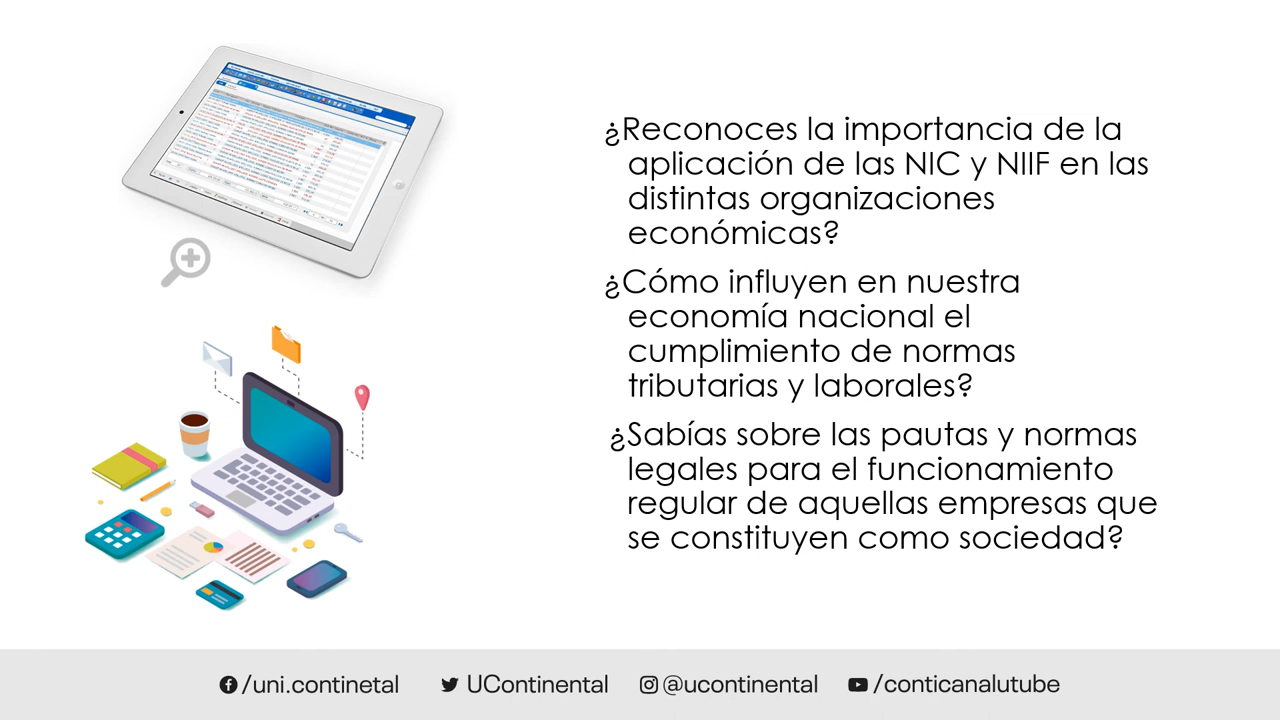 ¿Reconoces la importancia de la
aplicación de las NIC y NIIF en las
distintas organizaciones
económicas?
¿Cómo influyen en nuestra
economía nacional el
cumplimiento de normas
tributarias y laborales?
¿Sabías sobre las pautas y normas
legales para el funcionamiento
regular de aquellas empresas que
se constituyen como sociedad?
/uni.continetal UContinental @ucontinental /conticanalutube